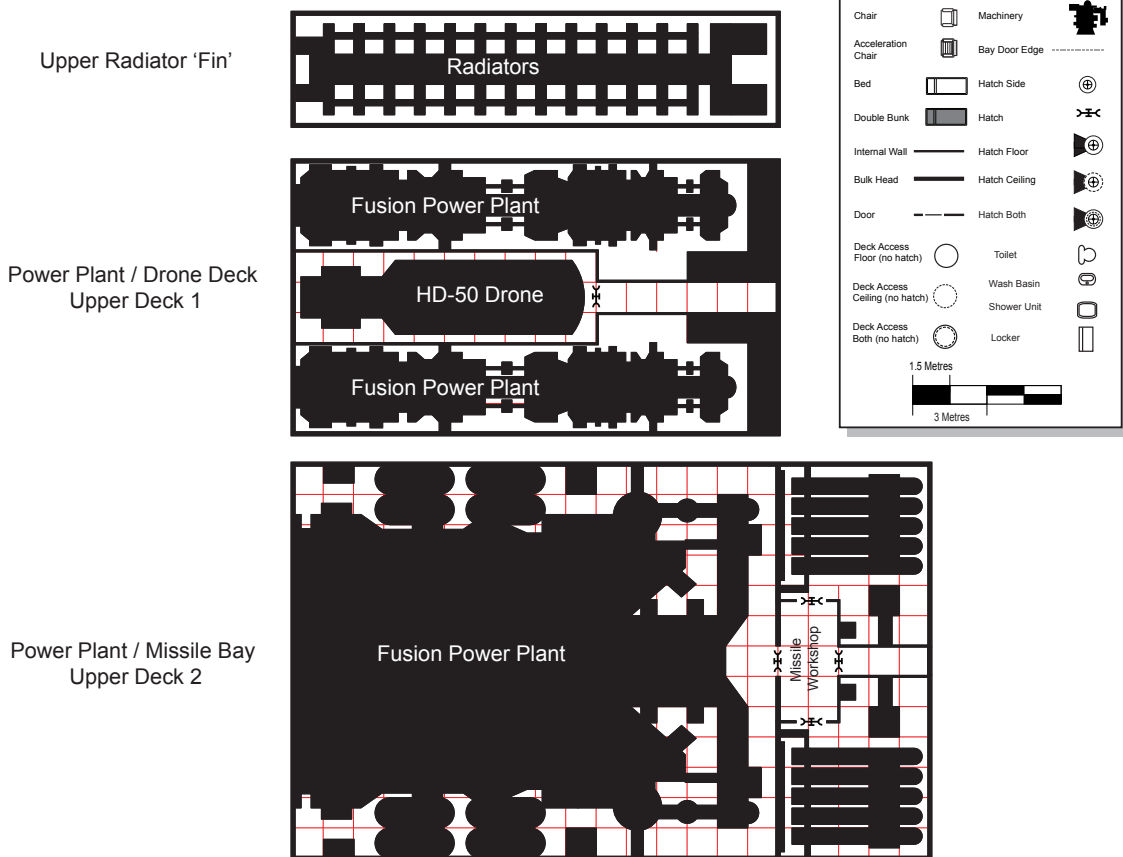 Upper Radiator ‘Fin’
Radiators
Power Plant / Drone Deck
Upper Deck 1
Fusion Power Plant
HD-50 Drone
Fusion Power Plant
Power Plant / Missile Bay
Upper Deck 2
Fusion Power Plant
Missile
Workshop
Chair
Machinery
Acceleration
Chair
Bay Door Edge
Bed
Hatch Side
Double Bunk
Hatch
Internal Wall
Hatch Floor
Bulk Head
Hatch Ceiling
Door
Hatch Both
Deck Access
Floor (no hatch)
Toilet
Deck Access
Ceiling (no hatch)
Wash Basin
Shower Unit
Deck Access
Both (no hatch)
Locker
1.5 Metres
3 Metres